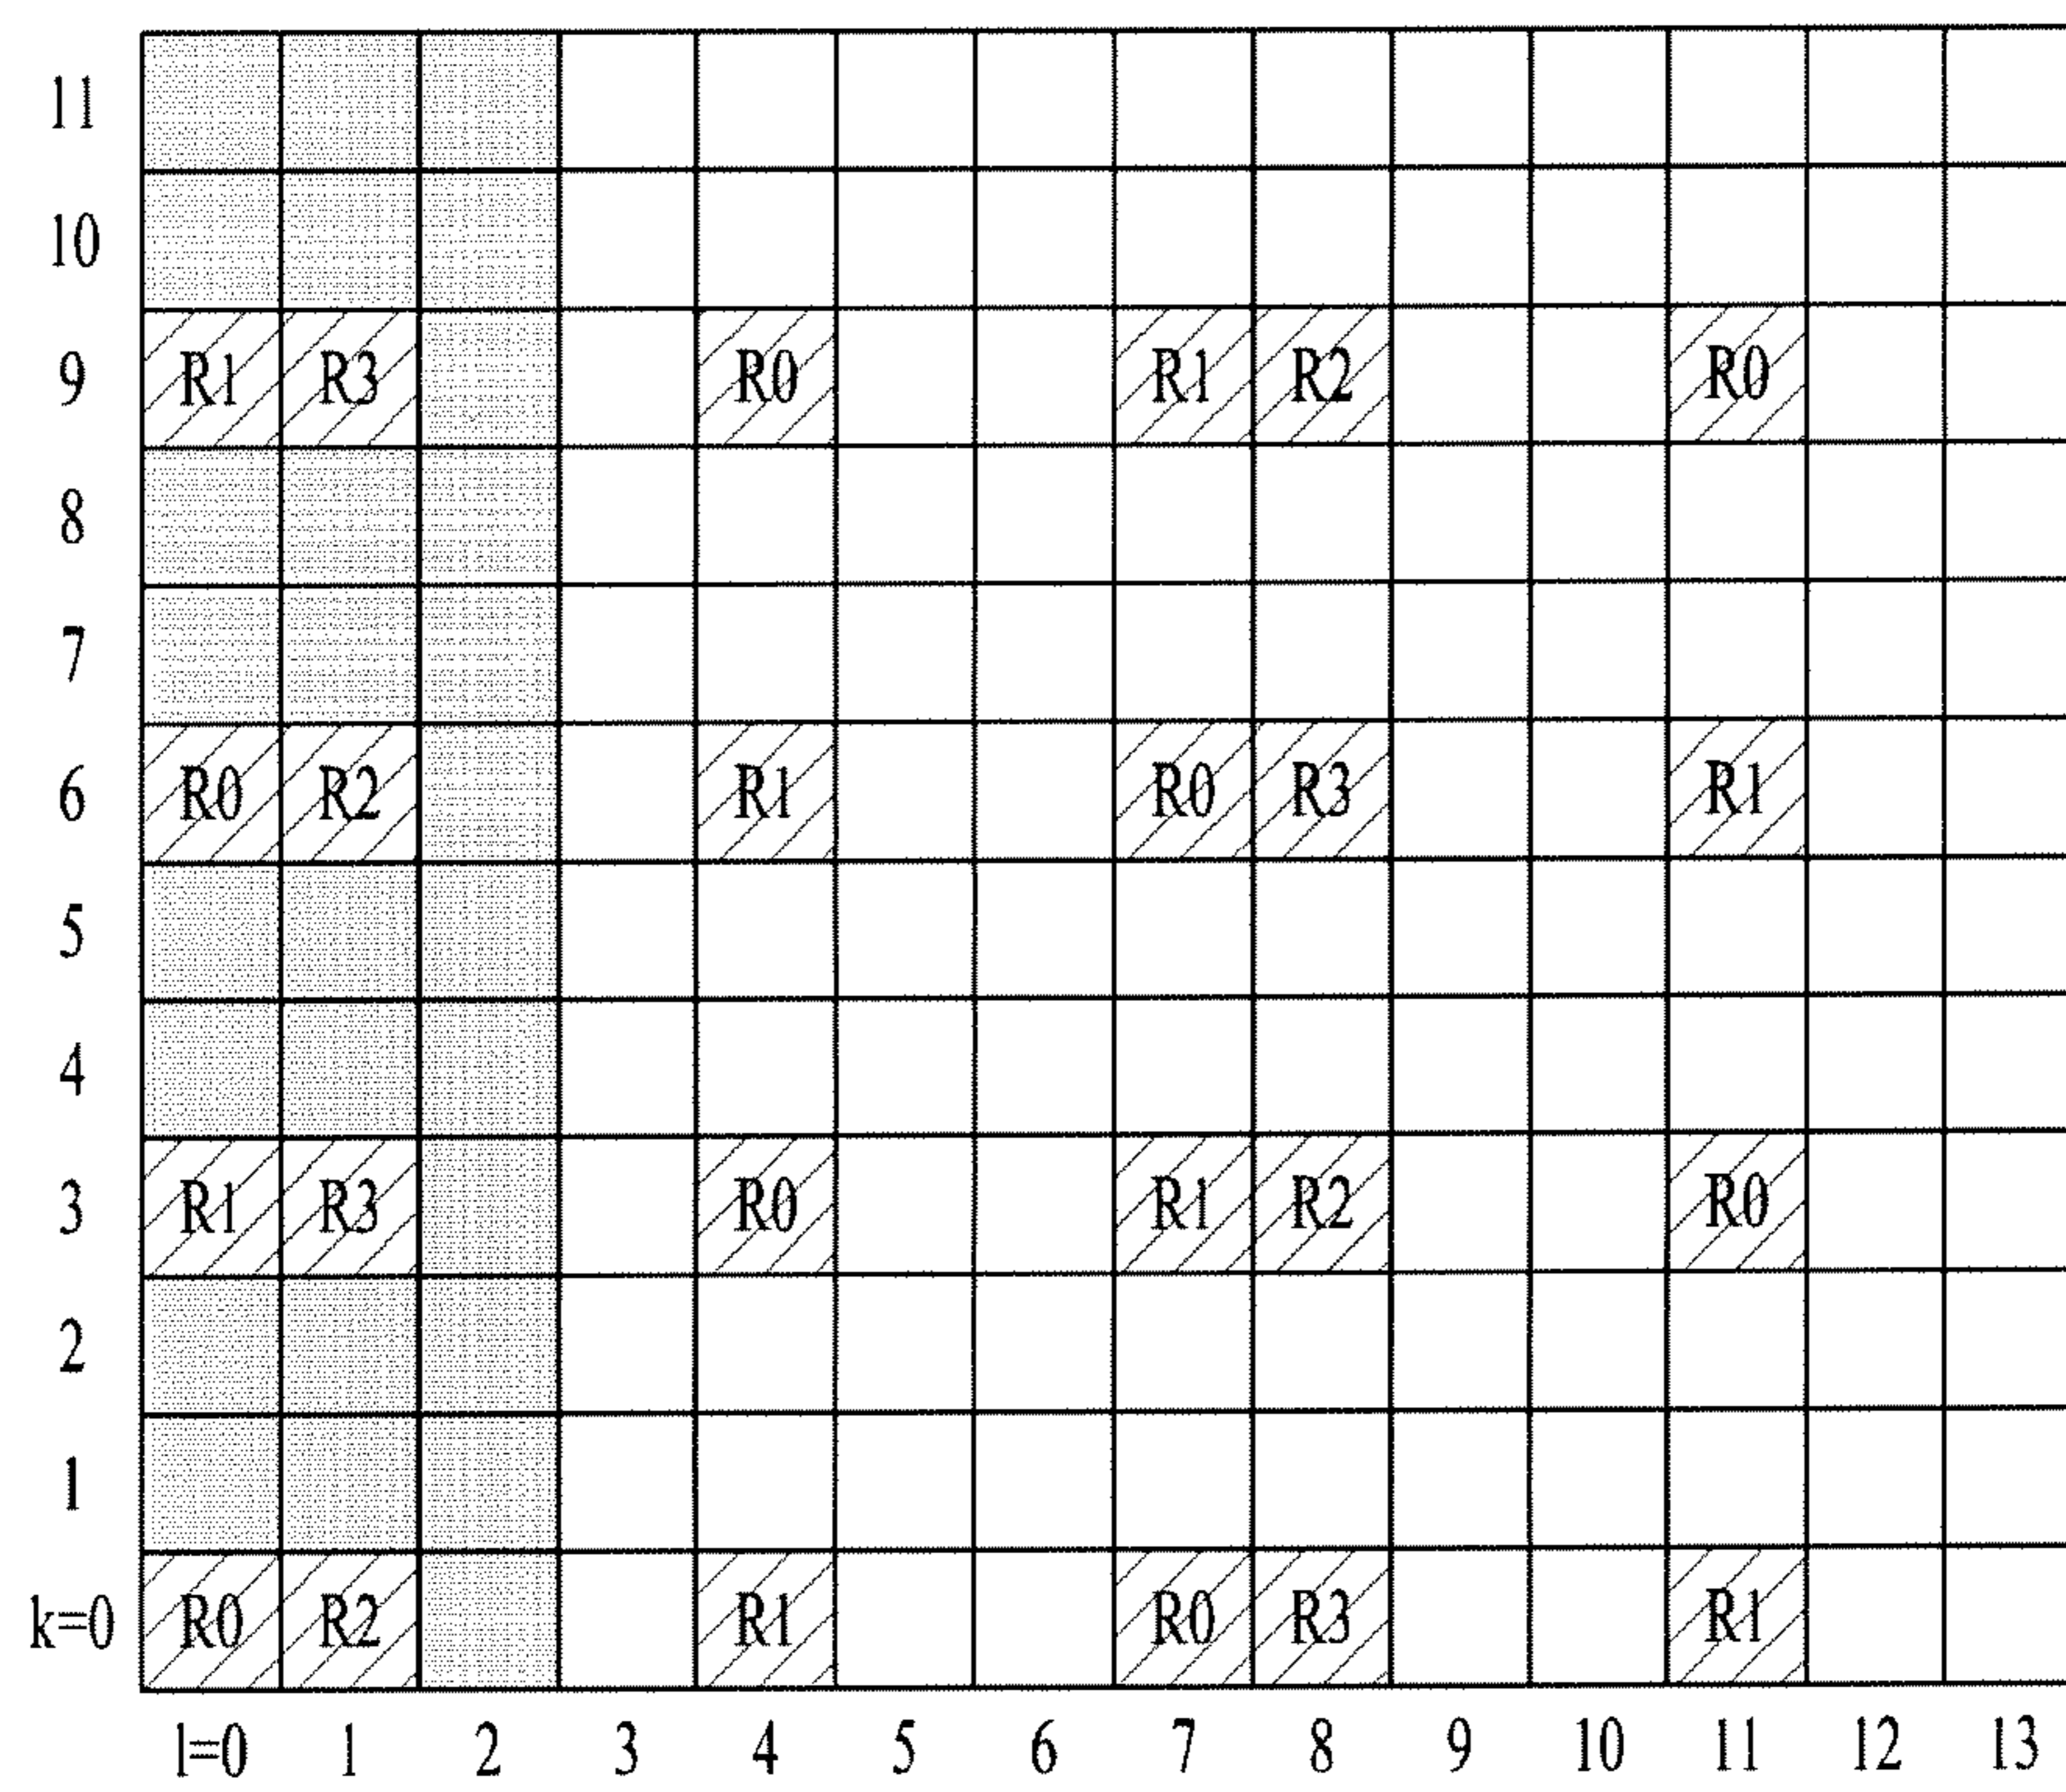 11
10
9 R1 R3 R0 R1 R2 R0
8
7
6 R0 R2 R1 R0 R3 R1
5
4
3 R1 R3 R0 R1 R2 R0
2
1
k=0 R0 R2 R1 R0 R3 R1
l=0 1 2 3 4 5 6 7 8 9 10 11 12 13